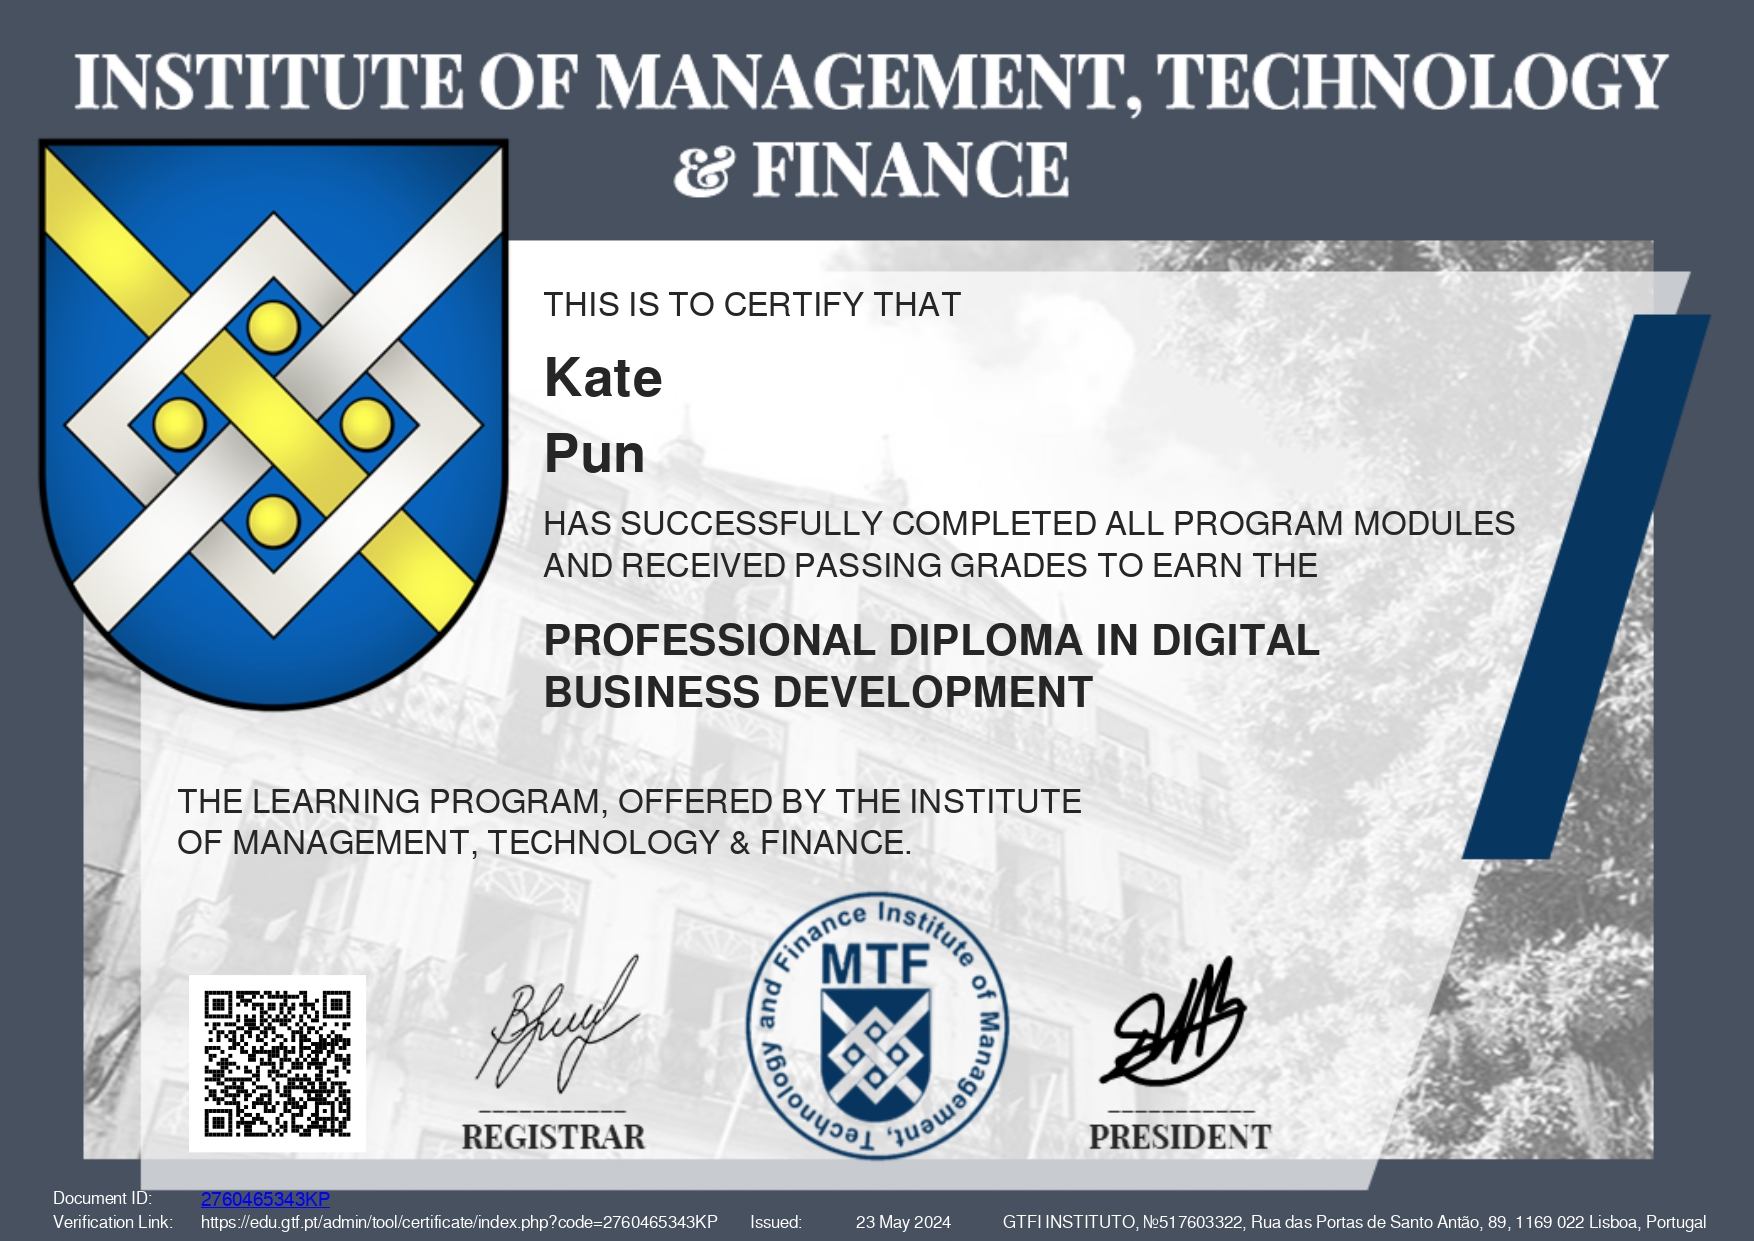 INSTITUTE OF MANAGEMENT, TECHNOLOGY
& FINANCE
THIS IS TO CERTIFY THAT
Kate
Pun
HAS SUCCESSFULLY COMPLETED ALL PROGRAM MODULES
AND RECEIVED PASSING GRADES TO EARN THE
PROFESSIONAL DIPLOMA IN DIGITAL
BUSINESS DEVELOPMENT
THE LEARNING PROGRAM, OFFERED BY THE INSTITUTE
OF MANAGEMENT, TECHNOLOGY & FINANCE.
Institute of Management, Technology and Finance
MTF
REGISTRAR
PRESIDENT
Document ID: 2760465343KP
Verification Link: https://edu.gtf.pt/admin/tool/certificate/index.php?code=2760465343KP Issued: 23 May 2024 GTFI INSTITUTO, №517603322, Rua das Portas de Santo Antão, 89, 1169 022 Lisboa, Portugal